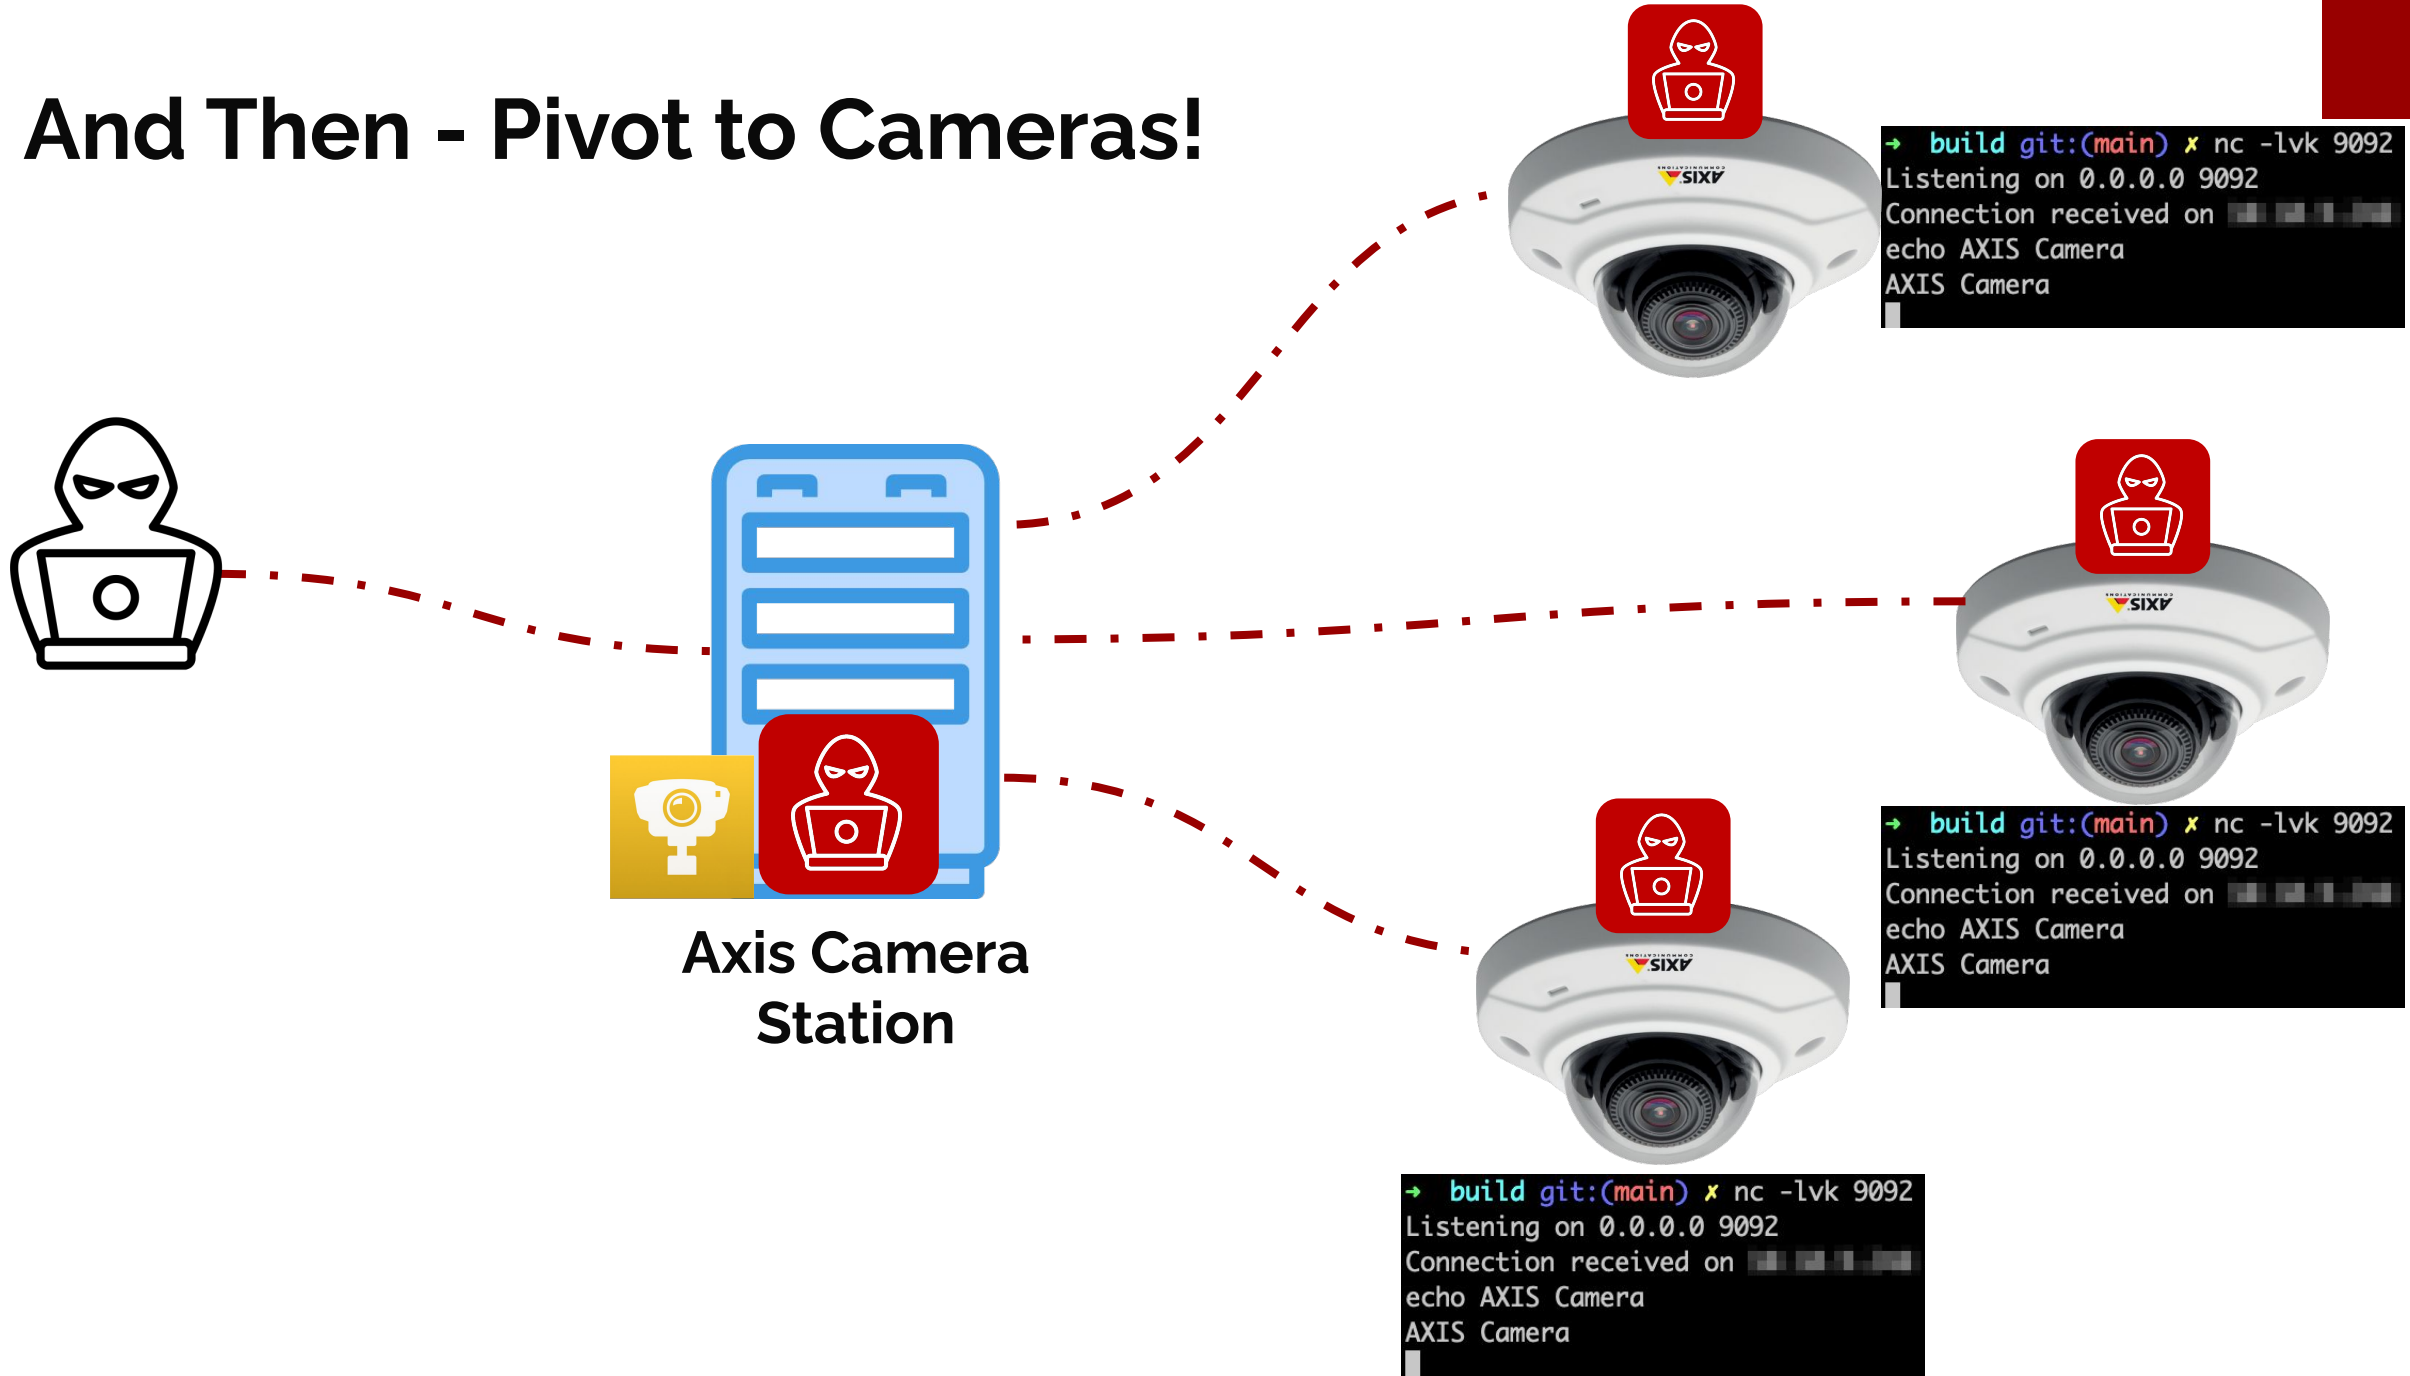 And Then - Pivot to Cameras!
AXIS
COMMUNICATIONS
➜ build git:(main) ✗ nc -lvk 9092
Listening on 0.0.0.0 9092
Connection received on
echo AXIS Camera
AXIS Camera
AXIS
COMMUNICATIONS
➜ build git:(main) ✗ nc -lvk 9092
Listening on 0.0.0.0 9092
Connection received on
echo AXIS Camera
AXIS Camera
Axis Camera
Station
AXIS
COMMUNICATIONS
➜ build git:(main) ✗ nc -lvk 9092
Listening on 0.0.0.0 9092
Connection received on
echo AXIS Camera
AXIS Camera